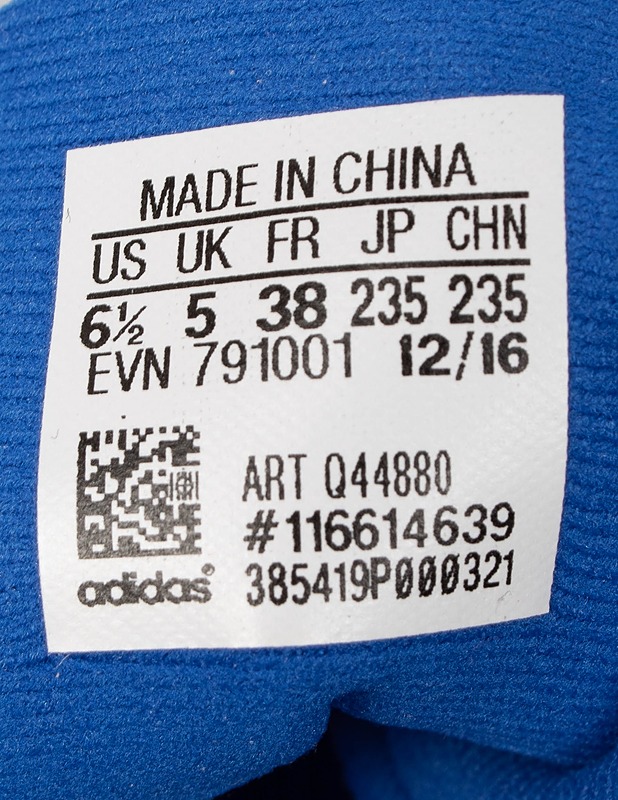 MADE IN CHINA
US UK FR JP CHN
6½ 5 38 235 235
EVN 791001 12/16
ART Q44880
#116614639
adidas® 385419P000321